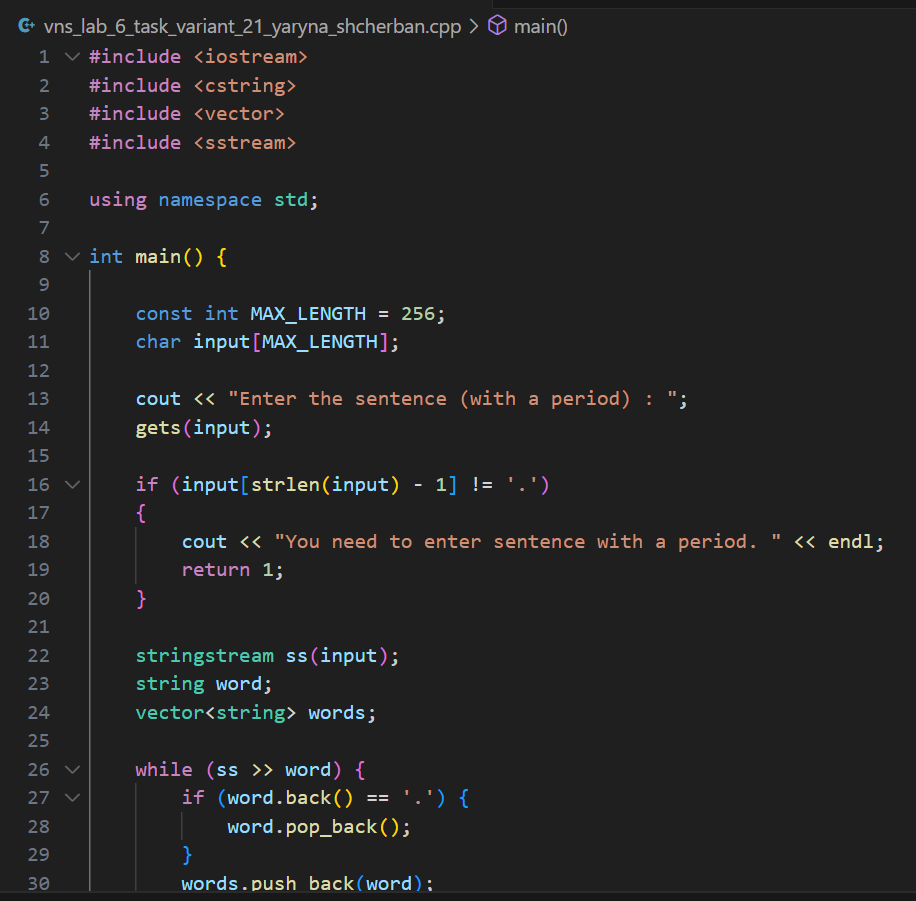 vns_lab_6_task_variant_21_yaryna_shcherban.cpp > main()
1 #include <iostream>
2 #include <cstring>
3 #include <vector>
4 #include <sstream>
5
6 using namespace std;
7
8 int main() {
9
10 const int MAX_LENGTH = 256;
11 char input[MAX_LENGTH];
12
13 cout << "Enter the sentence (with a period) : ";
14 gets(input);
15
16 if (input[strlen(input) - 1] != '.')
17 {
18 cout << "You need to enter sentence with a period. " << endl;
19 return 1;
20 }
21
22 stringstream ss(input);
23 string word;
24 vector<string> words;
25
26 while (ss >> word) {
27 if (word.back() == '.') {
28 word.pop_back();
29 }
30 words.push_back(word);